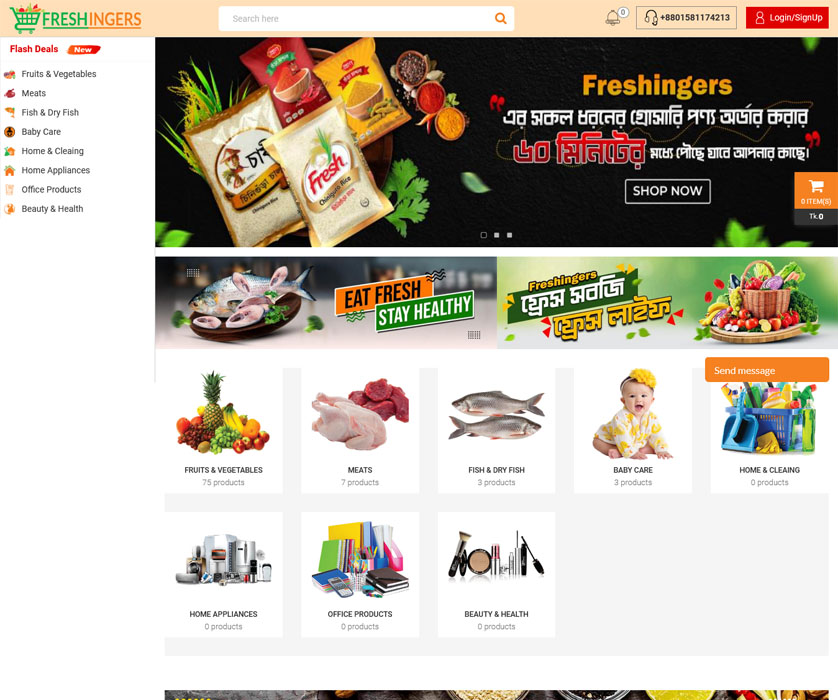 FRESHINGERS
Search here
0
+8801581174213
Login/SignUp
Flash Deals
New
Fruits & Vegetables
Meats
Fish & Dry Fish
Baby Care
Home & Cleaing
Home Appliances
Office Products
Beauty & Health
Freshingers
এর সকল ধরনের গ্রোসারি পণ্য অর্ডার করার
৬০ মিনিটের মধ্যে পৌছে যাবে আপনার কাছে।
SHOP NOW
চাষী
চিনিগুঁড়া চাল
Fresh
Chinigura Rice
0 ITEM(S)
Tk.0
EAT FRESH
STAY HEALTHY
Freshingers
ফ্রেস সবজি
ফ্রেস লাইফ
Send message
FRUITS & VEGETABLES
75 products
MEATS
7 products
FISH & DRY FISH
3 products
BABY CARE
3 products
HOME & CLEAING
0 products
HOME APPLIANCES
0 products
OFFICE PRODUCTS
0 products
BEAUTY & HEALTH
0 products